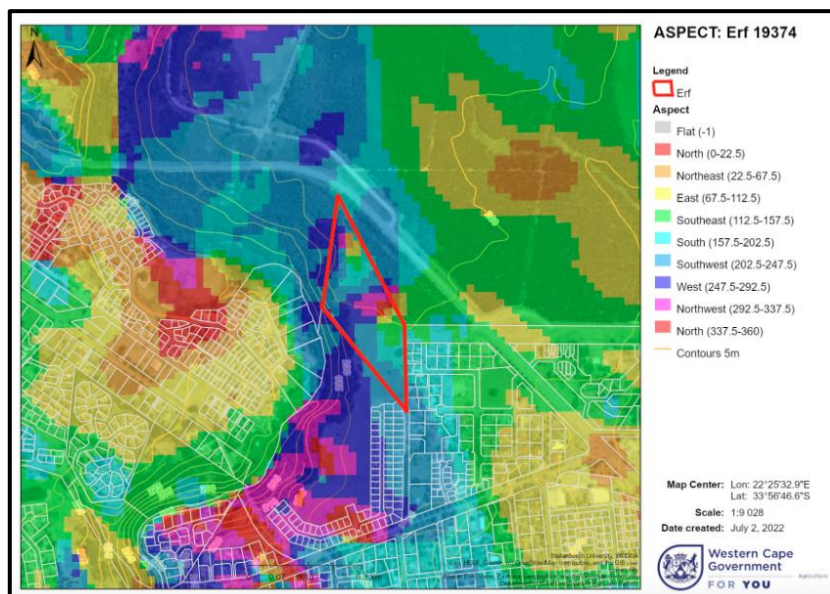 ASPECT: Erf 19374
N
Legend
Erf
Aspect
Flat (-1)
North (0-22.5)
Northeast (22.5-67.5)
East (67.5-112.5)
Southeast (112.5-157.5)
South (157.5-202.5)
Southwest (202.5-247.5)
West (247.5-292.5)
Northwest (292.5-337.5)
North (337.5-360)
Contours 5m
Map Center: Lon: 22°25'32.9"E
Lat: 33°56'46.6"S
Scale: 1:9 028
Date created: July 2, 2022
Western Cape
Government
Agriculture
FOR YOU